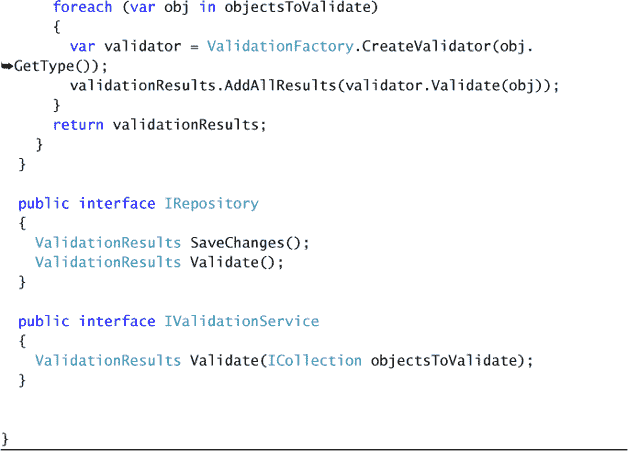 foreach (var obj in objectsToValidate)
      {
        var validator = ValidationFactory.CreateValidator(obj.
➥GetType());
        validationResults.AddAllResults(validator.Validate(obj));
      }
      return validationResults;
    }
  }

  public interface IRepository
  {
    ValidationResults SaveChanges();
    ValidationResults Validate();
  }

  public interface IValidationService
  {
    ValidationResults Validate(ICollection objectsToValidate);
  }

}